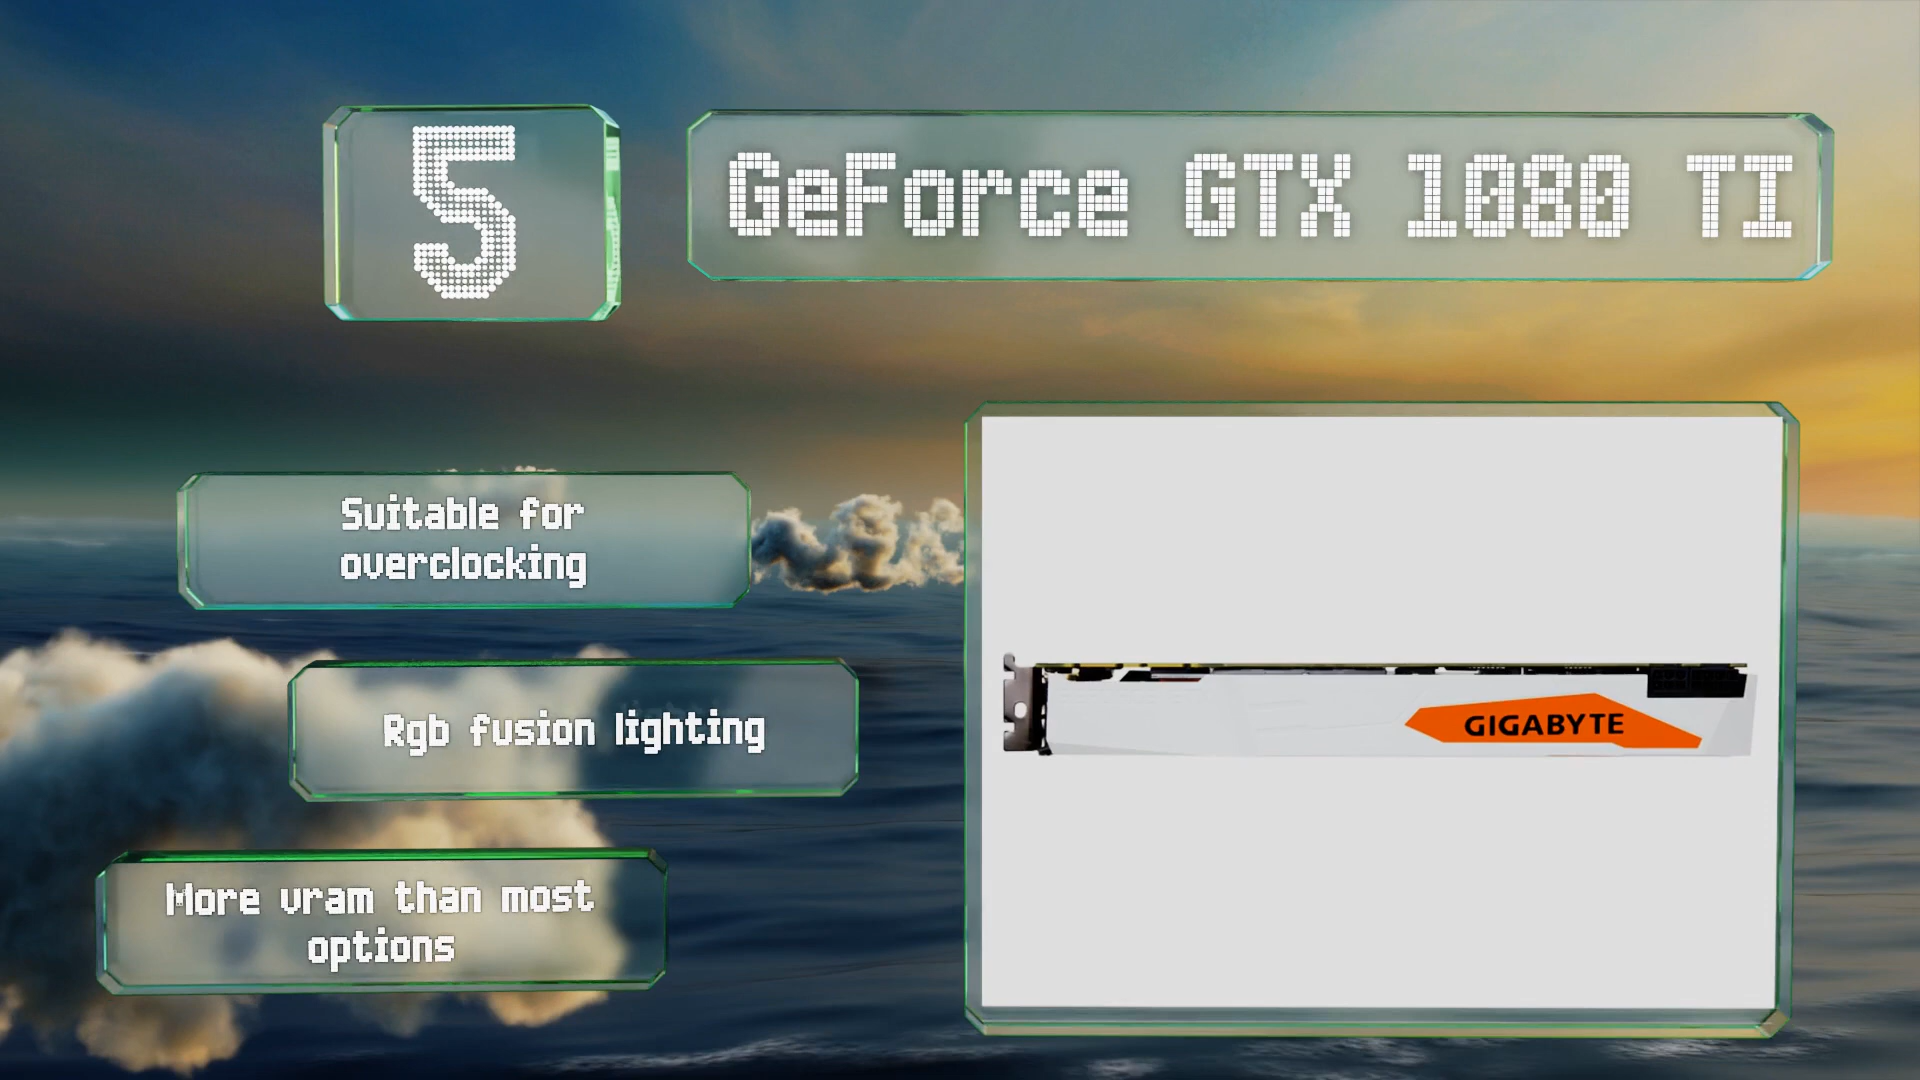 5
GeForce GTX 1080 TI
Suitable for
overclocking
Rgb fusion lighting
More vram than most
options
GIGABYTE